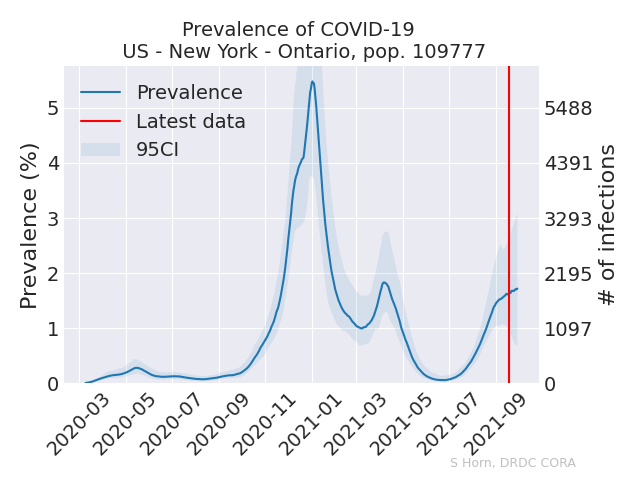 Prevalence of COVID-19
US - New York - Ontario, pop. 109777
Prevalence
Latest data
95CI
Prevalence (%)
5
4
3
2
1
0
5488
4391
3293
2195
1097
0
# of infections
2020-03
2020-05
2020-07
2020-09
2020-11
2021-01
2021-03
2021-05
2021-07
2021-09
S Horn, DRDC CORA